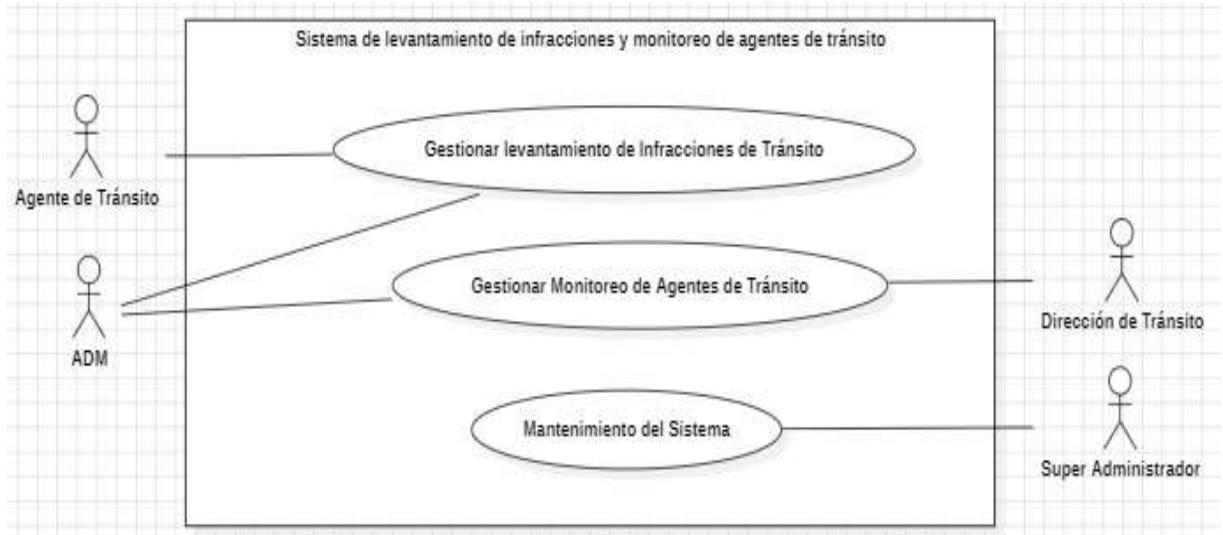 Sistema de levantamiento de infracciones y monitoreo de agentes de tránsito
Gestionar levantamiento de Infracciones de Tránsito
Agente de Tránsito
Gestionar Monitoreo de Agentes de Tránsito
Dirección de Tránsito
ADM
Mantenimiento del Sistema
Super Administrador